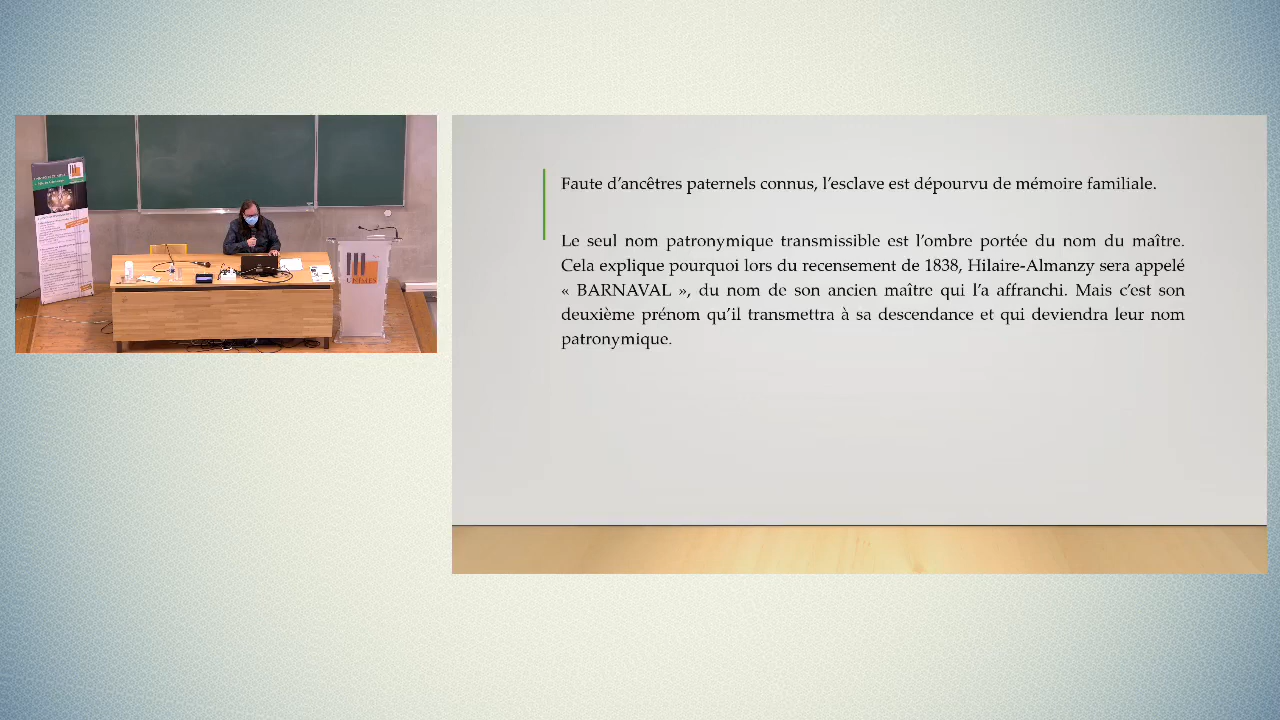 Faute d’ancêtres paternels connus, l’esclave est dépourvu de mémoire familiale.
Le seul nom patronymique transmissible est l’ombre portée du nom du maître.
Cela explique pourquoi lors du recensement de 1838, Hilaire-Almanzy sera appelé
« BARNAVAL », du nom de son ancien maître qui l’a affranchi. Mais c’est son
deuxième prénom qu’il transmettra à sa descendance et qui deviendra leur nom
patronymique.